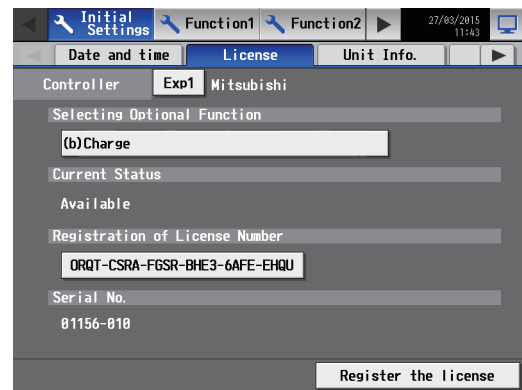 Initial Settings
Function1
Function2
27/03/2015
11:43
Date and time
License
Unit Info.
Controller
Exp1
Mitsubishi
Selecting Optional Function
(b)Charge
Current Status
Available
Registration of License Number
ORQT-CSRA-FGSR-BHE3-6AFE-EHQU
Serial No.
01156-010
Register the license